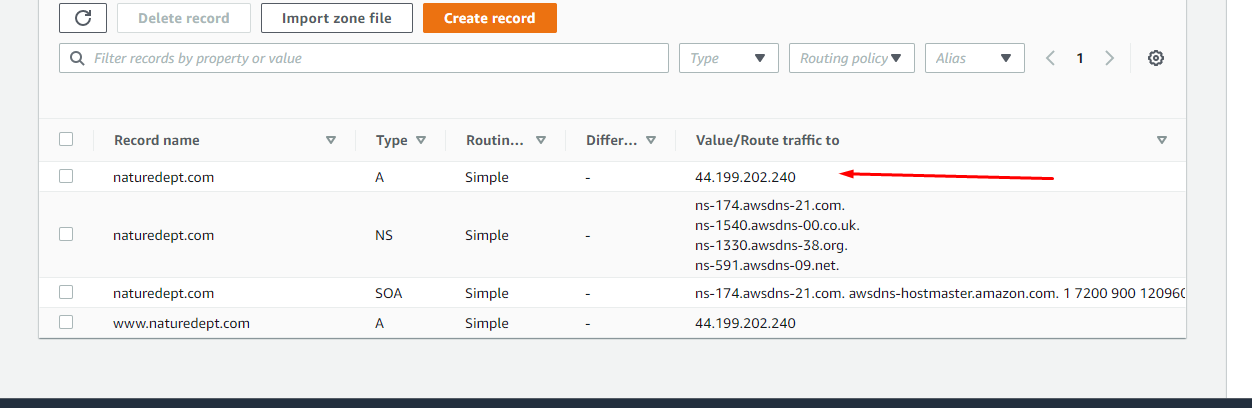 Delete record Import zone file Create record
Filter records by property or value Type Routing policy Alias 1
Record name Type Routin... Differ... Value/Route traffic to
naturedept.com A Simple - 44.199.202.240
naturedept.com NS Simple - ns-174.awsdns-21.com.
ns-1540.awsdns-00.co.uk.
ns-1330.awsdns-38.org.
ns-591.awsdns-09.net.
naturedept.com SOA Simple - ns-174.awsdns-21.com. awsdns-hostmaster.amazon.com. 1 7200 900 120960
www.naturedept.com A Simple - 44.199.202.240